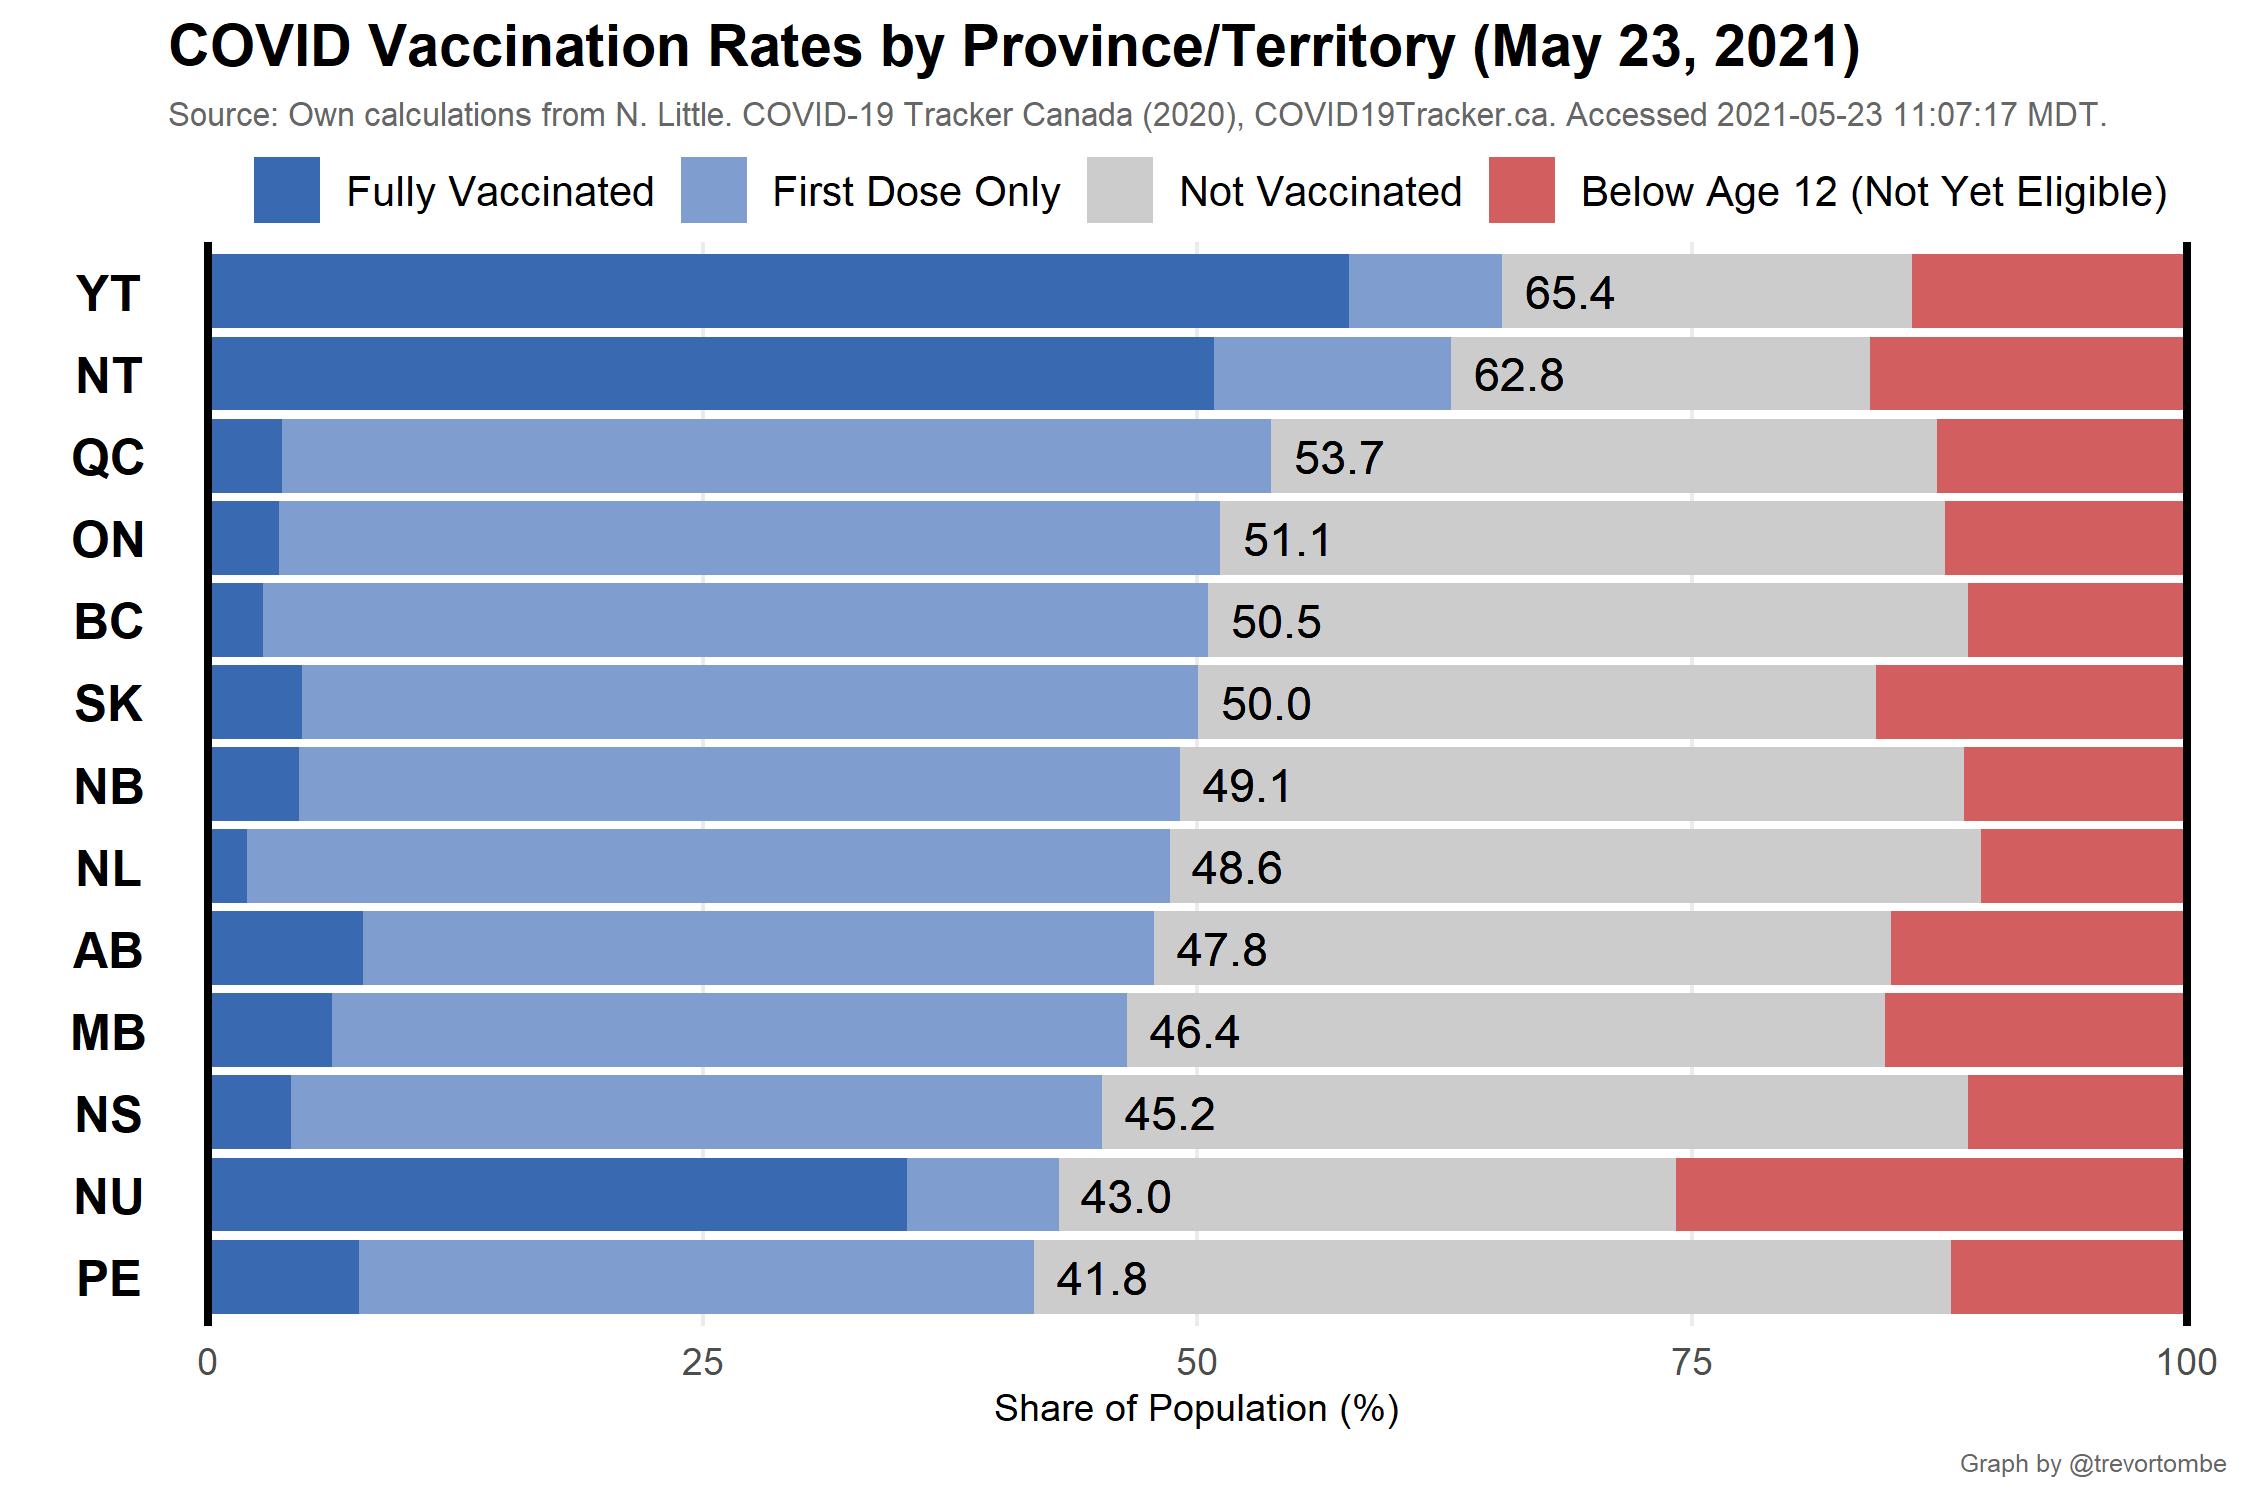 COVID Vaccination Rates by Province/Territory (May 23, 2021)
Source: Own calculations from N. Little. COVID-19 Tracker Canada (2020), COVID19Tracker.ca. Accessed 2021-05-23 11:07:17 MDT.
Fully Vaccinated First Dose Only Not Vaccinated Below Age 12 (Not Yet Eligible)
YT 65.4
NT 62.8
QC 53.7
ON 51.1
BC 50.5
SK 50.0
NB 49.1
NL 48.6
AB 47.8
MB 46.4
NS 45.2
NU 43.0
PE 41.8
0 25 50 75 100
Share of Population (%)
Graph by @trevortombe